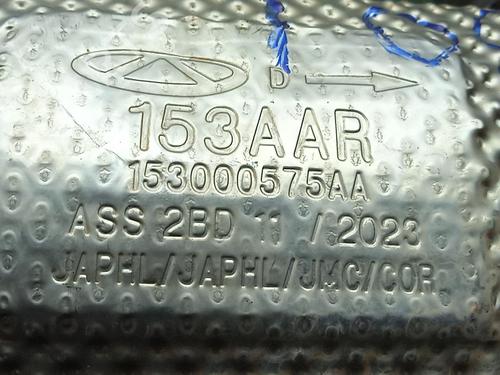 D
153AAR
153000575AA
ASS 2BD 11 / 2023
JAPHL/JAPHL/JMC/COR